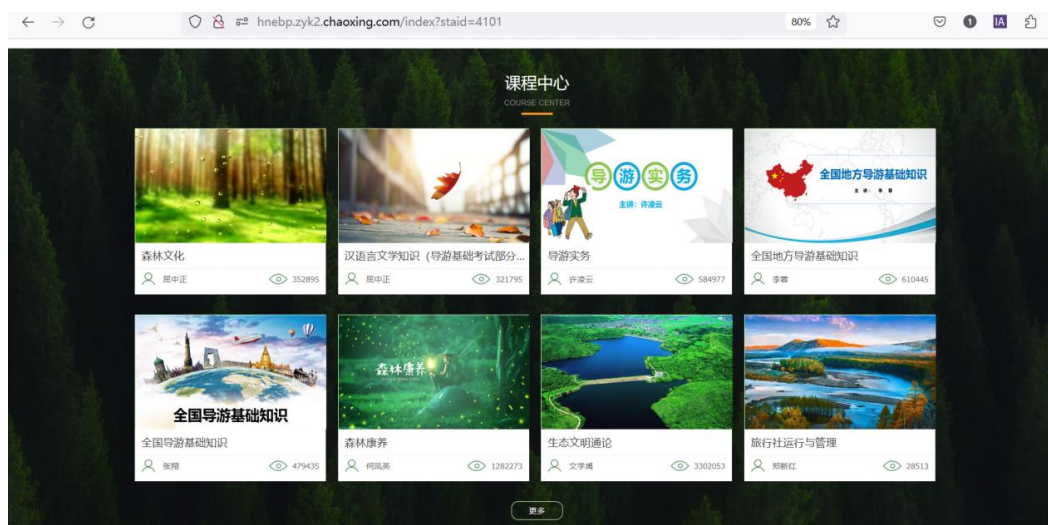 hnebp.zyk2.chaoxing.com/index?staid=4101
80%
1
IA
课程中心
COURSE CENTER
导游实务
主讲：许凌云
全国地方导游基础知识
主 讲： 李 蓉
森林文化
屈中正
352895
汉语言文学知识（导游基础考试部分...
屈中正
321795
导游实务
许凌云
584977
全国地方导游基础知识
李蓉
610445
全国导游基础知识
森林康养
全国导游基础知识
张翔
479435
森林康养
何凤英
1282273
生态文明通论
文学禹
3302053
旅行社运行与管理
郑新红
28513
更多